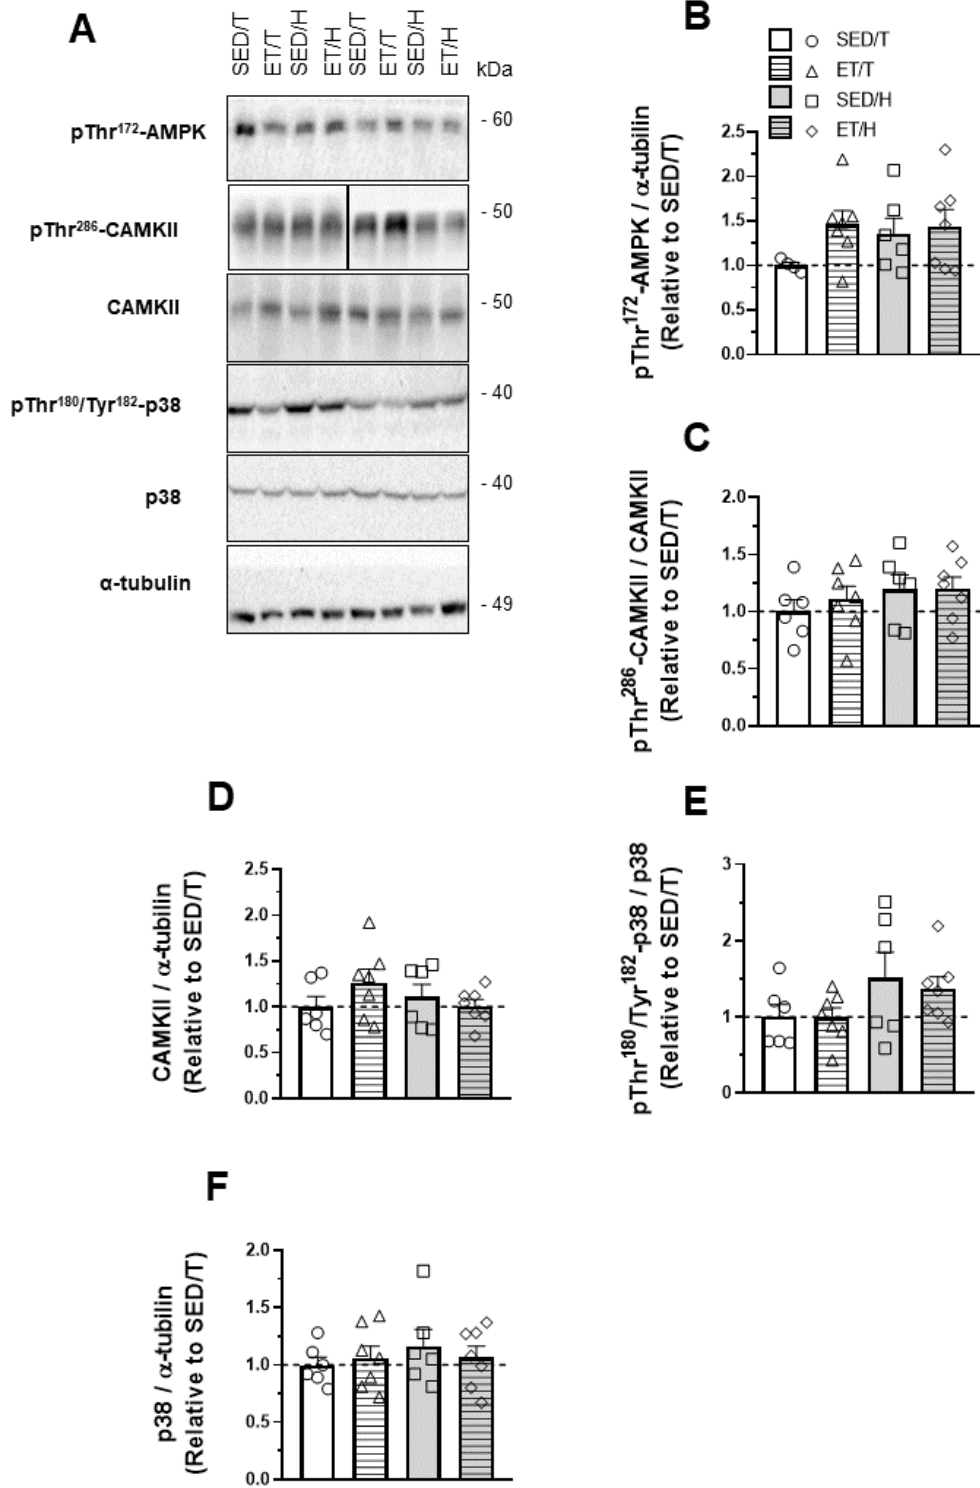 A
SED/T
ET/T
SED/H
ET/H
SED/T
ET/T
SED/H
ET/H
kDa
pThr172-AMPK
- 60
pThr286-CAMKII
- 50
CAMKII
- 50
pThr180/Tyr182-p38
- 40
p38
- 40
α-tubulin
- 49
B
SED/T
ET/T
SED/H
ET/H
pThr172-AMPK / α-tubilin
(Relative to SED/T)
2.5
2.0
1.5
1.0
0.5
0.0
C
pThr286-CAMKII / CAMKII
(Relative to SED/T)
2.0
1.5
1.0
0.5
0.0
D
CAMKII / α-tubilin
(Relative to SED/T)
2.5
2.0
1.5
1.0
0.5
0.0
E
pThr180/Tyr182-p38 / p38
(Relative to SED/T)
3
2
1
0
F
p38 / α-tubilin
(Relative to SED/T)
2.0
1.5
1.0
0.5
0.0